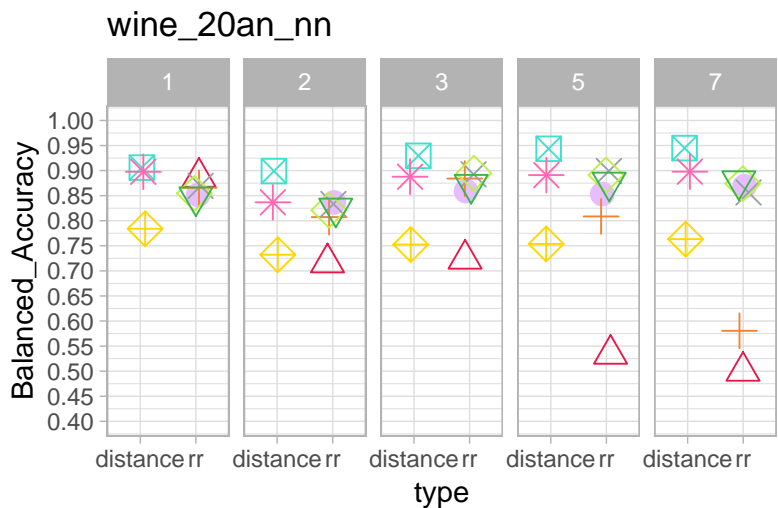 wine_20an_nn
1 2 3 5 7
Balanced_Accuracy
1.00
0.95
0.90
0.85
0.80
0.75
0.70
0.65
0.60
0.55
0.50
0.45
0.40
distance rr distance rr distance rr distance rr distance rr
type